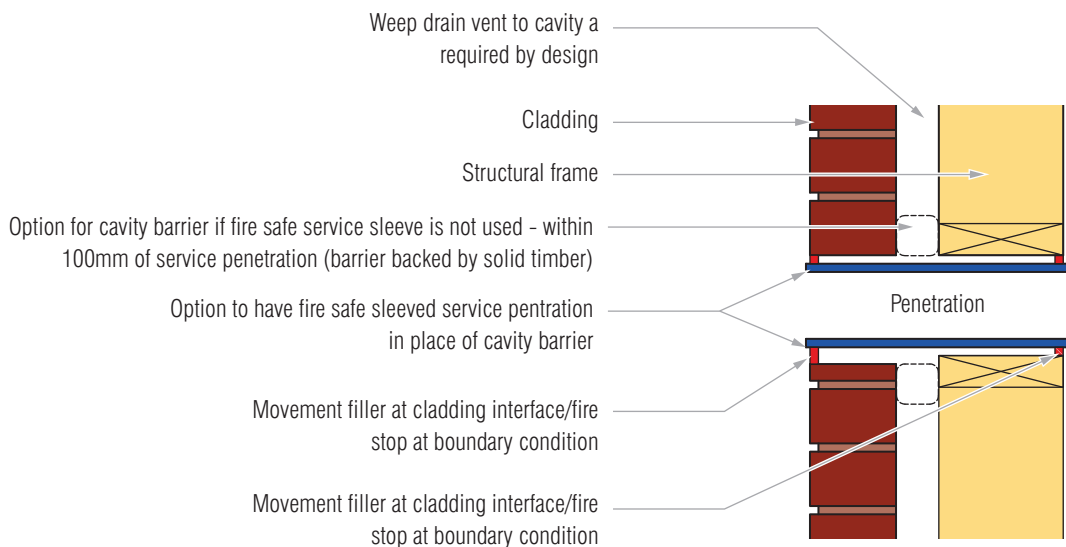 Weep drain vent to cavity a
required by design
Cladding
Structural frame
Option for cavity barrier if fire safe service sleeve is not used - within
100mm of service penetration (barrier backed by solid timber)
Option to have fire safe sleeved service pentration
in place of cavity barrier
Penetration
Movement filler at cladding interface/fire
stop at boundary condition
Movement filler at cladding interface/fire
stop at boundary condition